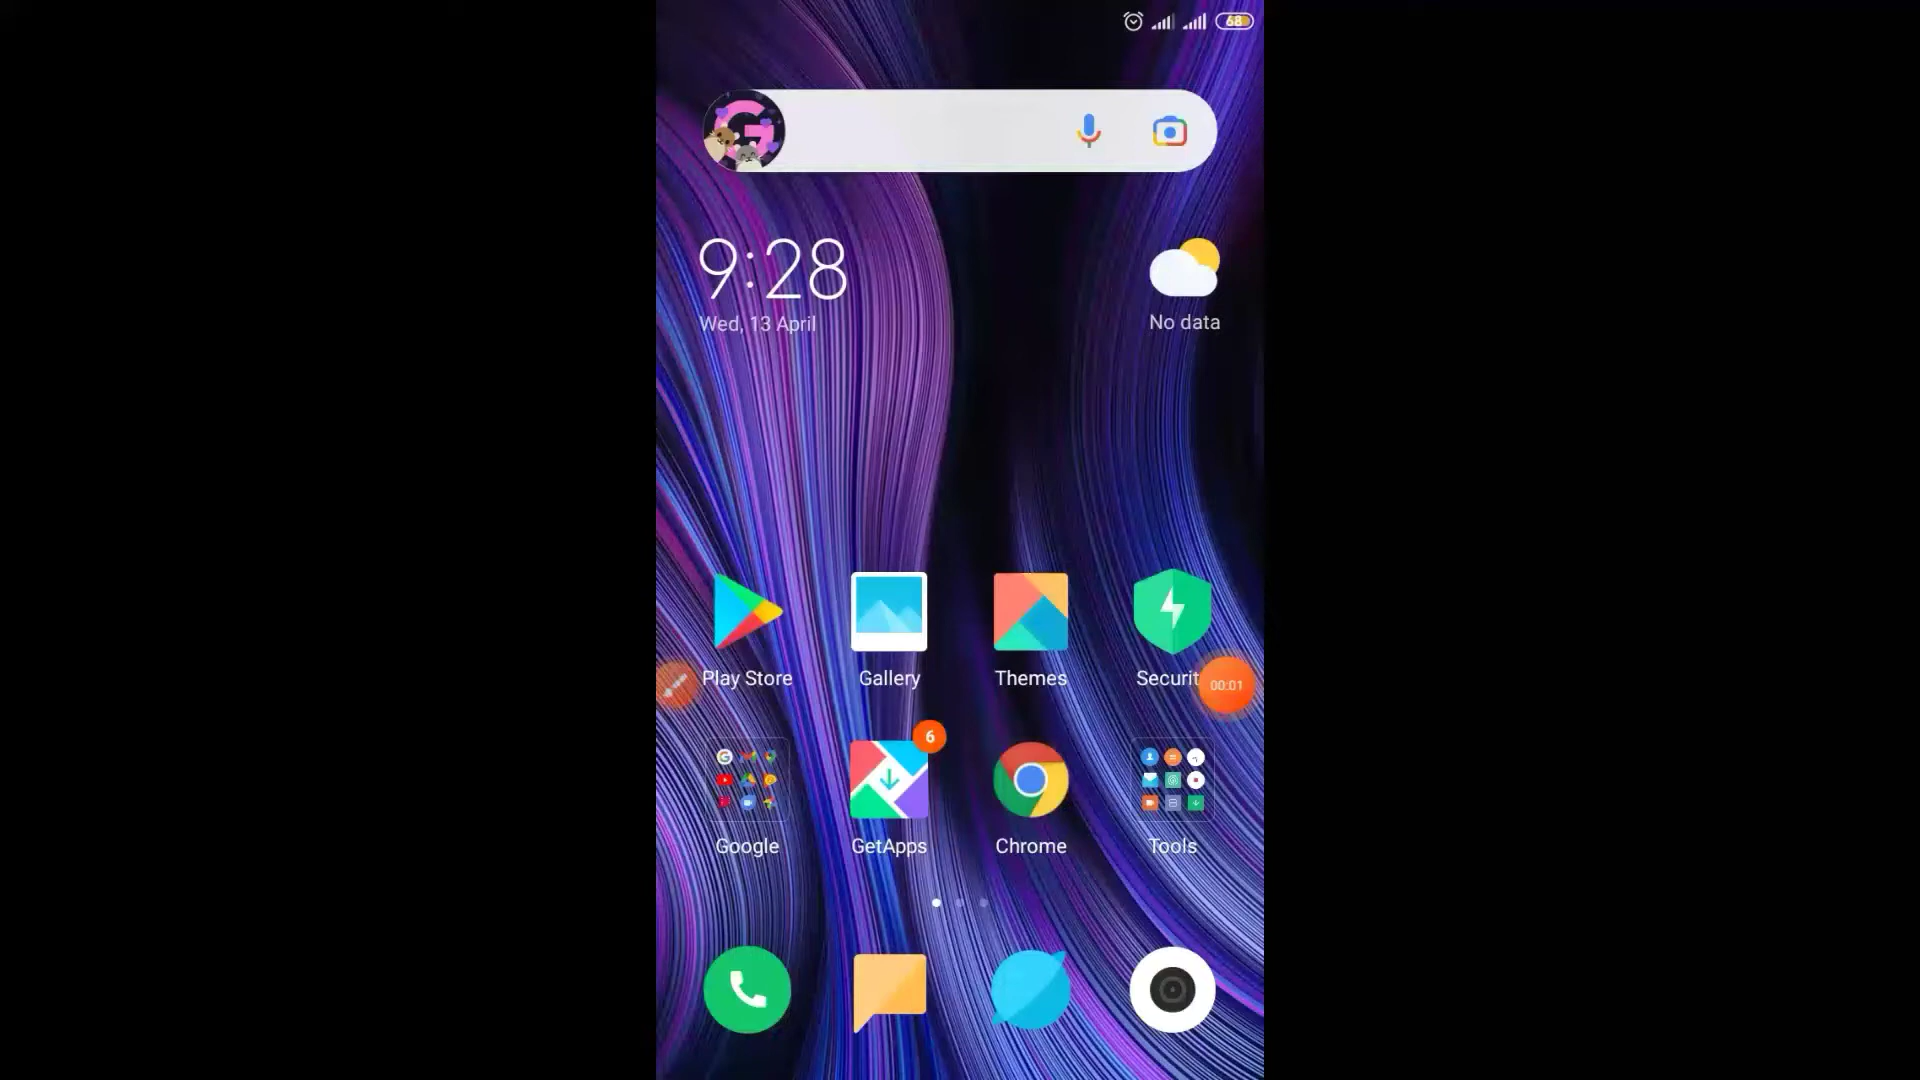 68
9:28
Wed, 13 April
No data
Play Store
Gallery
Themes
Securit
00:01
6
Google
GetApps
Chrome
Tools